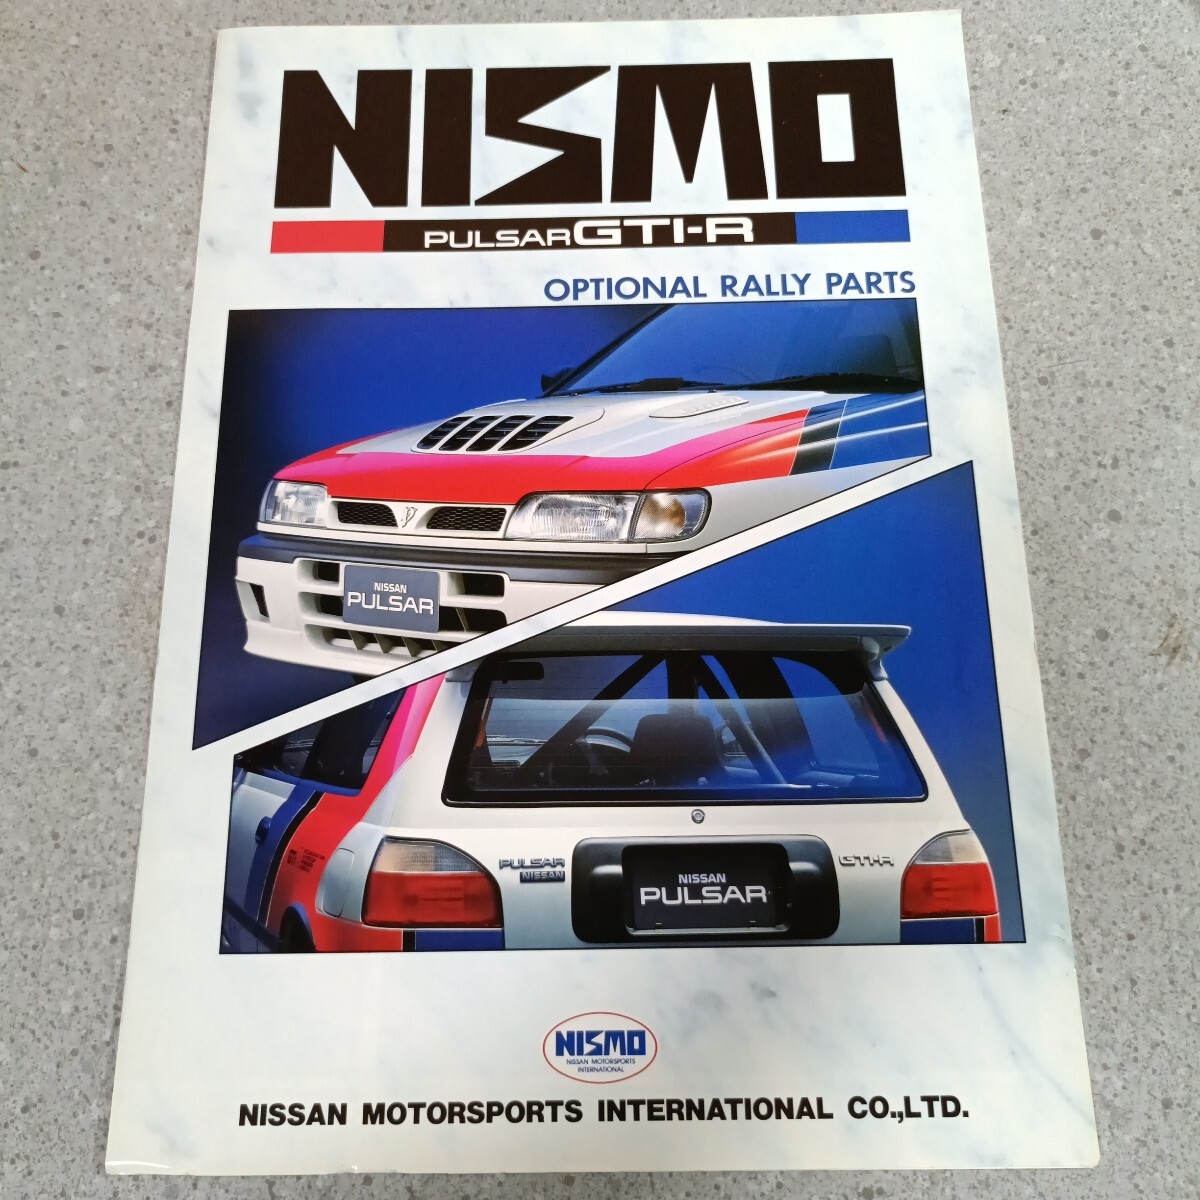 NISMO
PULSAR GTI-R
OPTIONAL RALLY PARTS
NISSAN
PULSAR
PULSAR
NISSAN
NISSAN
PULSAR
GTI-R
NISMO
NISSAN MOTORSPORTS
INTERNATIONAL
NISSAN MOTORSPORTS INTERNATIONAL CO.,LTD.